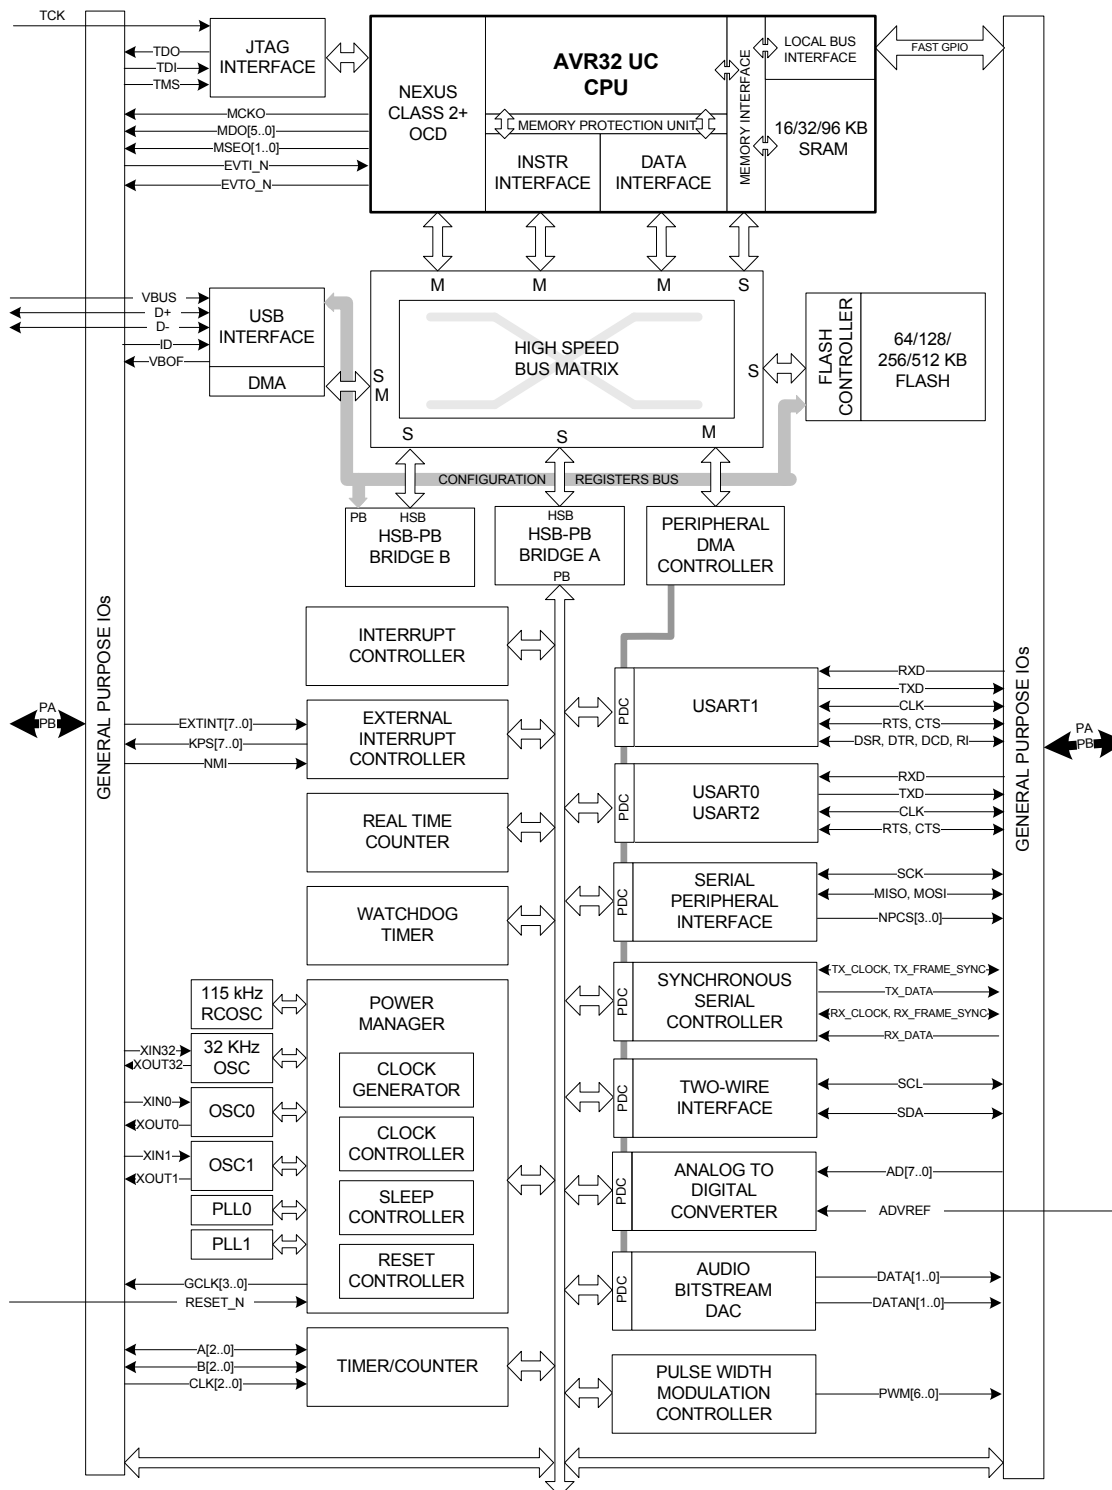 TCK
TDO
TDI
TMS
JTAG
INTERFACE
MCKO
MDO[5..0]
MSEO[1..0]
EVTI_N
EVTO_N
NEXUS
CLASS 2+
OCD
AVR32 UC
CPU
MEMORY PROTECTION UNIT
INSTR
INTERFACE
DATA
INTERFACE
MEMORY INTERFACE
LOCAL BUS
INTERFACE
16/32/96 KB
SRAM
FAST GPIO
M
M
M
S
VBUS
D+
D-
ID
VBOF
USB
INTERFACE
DMA
S
M
HIGH SPEED
BUS MATRIX
S
FLASH
CONTROLLER
64/128/
256/512 KB
FLASH
S
S
M
CONFIGURATION
REGISTERS BUS
PB
HSB
HSB-PB
BRIDGE B
HSB
HSB-PB
BRIDGE A
PB
PERIPHERAL
DMA
CONTROLLER
GENERAL PURPOSE IOs
PA
PB
INTERRUPT
CONTROLLER
EXTINT[7..0]
KPS[7..0]
NMI
EXTERNAL
INTERRUPT
CONTROLLER
REAL TIME
COUNTER
WATCHDOG
TIMER
115 kHz
RCOSC
XIN32
XOUT32
32 KHz
OSC
XIN0
XOUT0
OSC0
XIN1
XOUT1
OSC1
PLL0
PLL1
GCLK[3..0]
RESET_N
POWER
MANAGER
CLOCK
GENERATOR
CLOCK
CONTROLLER
SLEEP
CONTROLLER
RESET
CONTROLLER
A[2..0]
B[2..0]
CLK[2..0]
TIMER/COUNTER
PDC
USART1
RXD
TXD
CLK
RTS, CTS
DSR, DTR, DCD, RI
PDC
USART0
USART2
RXD
TXD
CLK
RTS, CTS
PDC
SERIAL
PERIPHERAL
INTERFACE
SCK
MISO, MOSI
NPCS[3..0]
PDC
SYNCHRONOUS
SERIAL
CONTROLLER
TX_CLOCK, TX_FRAME_SYNC
TX_DATA
RX_CLOCK, RX_FRAME_SYNC
RX_DATA
PDC
TWO-WIRE
INTERFACE
SCL
SDA
PDC
ANALOG TO
DIGITAL
CONVERTER
AD[7..0]
ADVREF
PDC
AUDIO
BITSTREAM
DAC
DATA[1..0]
DATAN[1..0]
PULSE WIDTH
MODULATION
CONTROLLER
PWM[6..0]
GENERAL PURPOSE IOs
PA
PB